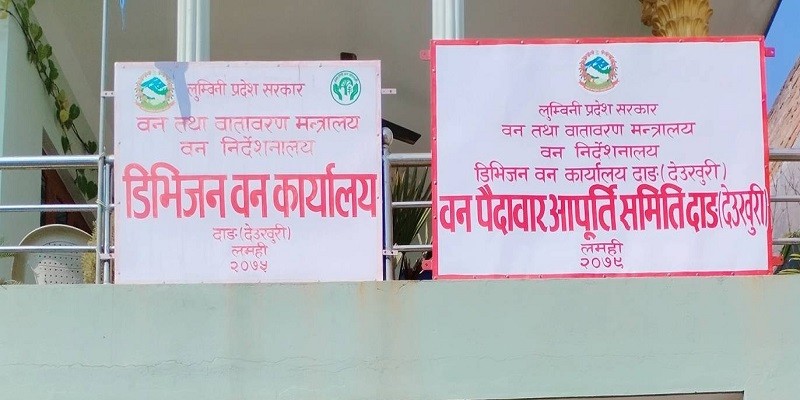 लुम्बिनी प्रदेश सरकार
वन तथा वातावरण मन्त्रालय
वन निर्देशनालय
डिभिजन वन कार्यालय
दाङ (देउखुरी)
लमही
२०७५
लुम्बिनी प्रदेश सरकार
वन तथा वातावरण मन्त्रालय
वन निर्देशनालय
डिभिजन वन कार्यालय दाङ (देउखुरी)
वन पैदावार आपूर्ति समिति दाङ (देउखुरी)
लमही
२०७९